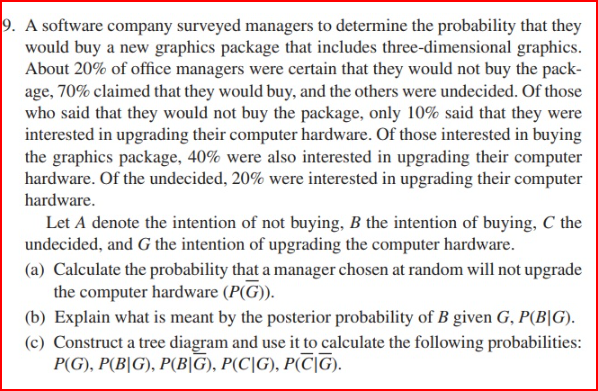 9. A software company surveyed managers to determine the probability that they
would buy a new graphics package that includes three-dimensional graphics.
About 20% of office managers were certain that they would not buy the pack-
age, 70% claimed that they would buy, and the others were undecided. Of those
who said that they would not buy the package, only 10% said that they were
interested in upgrading their computer hardware. Of those interested in buying
the graphics package, 40% were also interested in upgrading their computer
hardware. Of the undecided, 20% were interested in upgrading their computer
hardware.
Let A denote the intention of not buying, B the intention of buying, C the
undecided, and G the intention of upgrading the computer hardware.
(a) Calculate the probability that a manager chosen at random will not upgrade
the computer hardware (P(G̅)).
(b) Explain what is meant by the posterior probability of B given G, P(B|G).
(c) Construct a tree diagram and use it to calculate the following probabilities:
P(G), P(B|G), P(B|G̅), P(C|G), P(C̅|G̅).